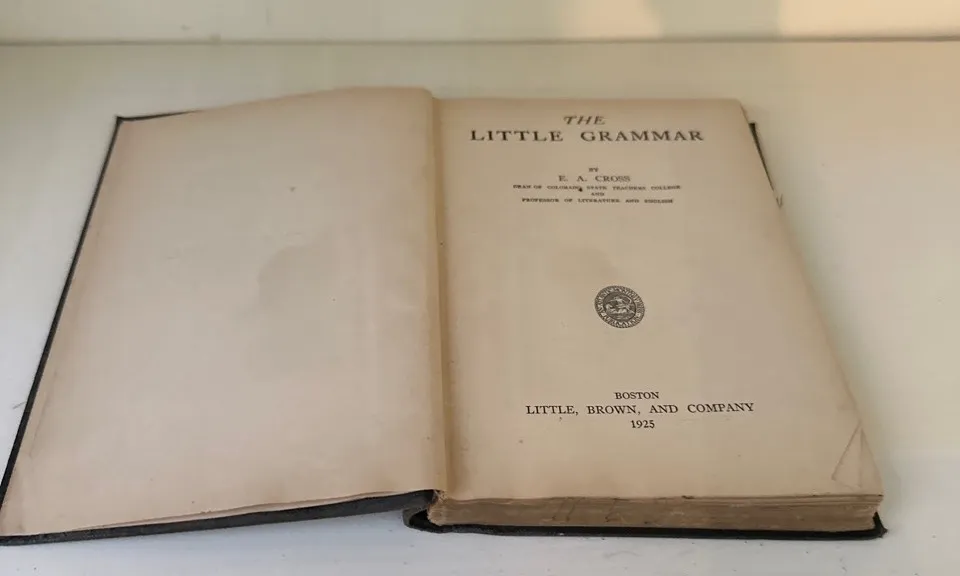 THE
LITTLE GRAMMAR
BY
E. A. CROSS
DEAN OF COLORADO STATE TEACHERS COLLEGE
AND
PROFESSOR OF LITERATURE AND ENGLISH
BOSTON
LITTLE, BROWN, AND COMPANY
1925